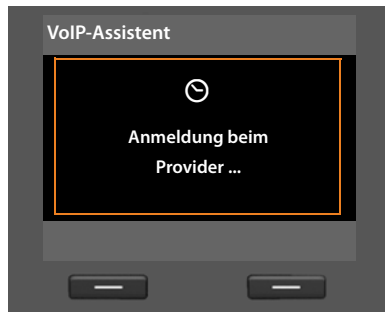 VoIP-Assistent
Anmeldung beim
Provider ...